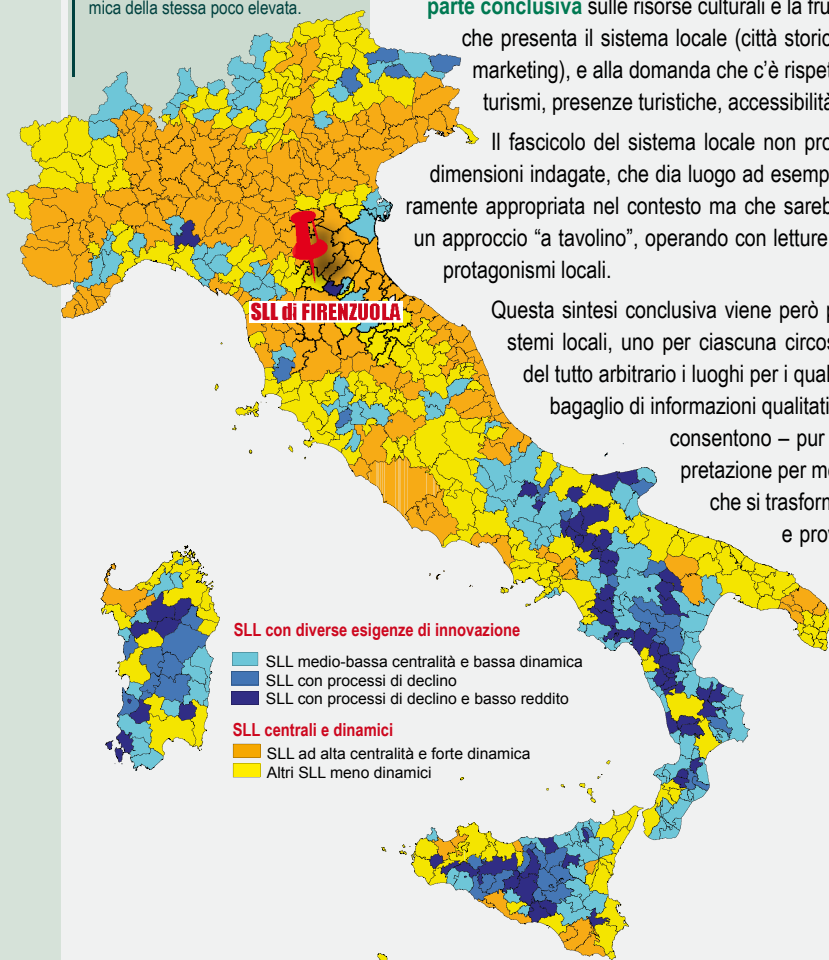 mica della stessa poco elevata.
parte conclusiva sulle risorse culturali e la fru
che presenta il sistema locale (città storic
marketing), e alla domanda che c'è rispet
turismi, presenze turistiche, accessibilità
Il fascicolo del sistema locale non pro
dimensioni indagate, che dia luogo ad esemp
ramente appropriata nel contesto ma che sareb
un approccio “a tavolino”, operando con letture
protagonismi locali.
Questa sintesi conclusiva viene però p
stemi locali, uno per ciascuna circos
del tutto arbitrario i luoghi per i qual
bagaglio di informazioni qualitati
consentono – pur
pretazione per me
che si trasform
e prov
SLL di FIRENZUOLA
SLL con diverse esigenze di innovazione
SLL medio-bassa centralità e bassa dinamica
SLL con processi di declino
SLL con processi di declino e basso reddito
SLL centrali e dinamici
SLL ad alta centralità e forte dinamica
Altri SLL meno dinamici